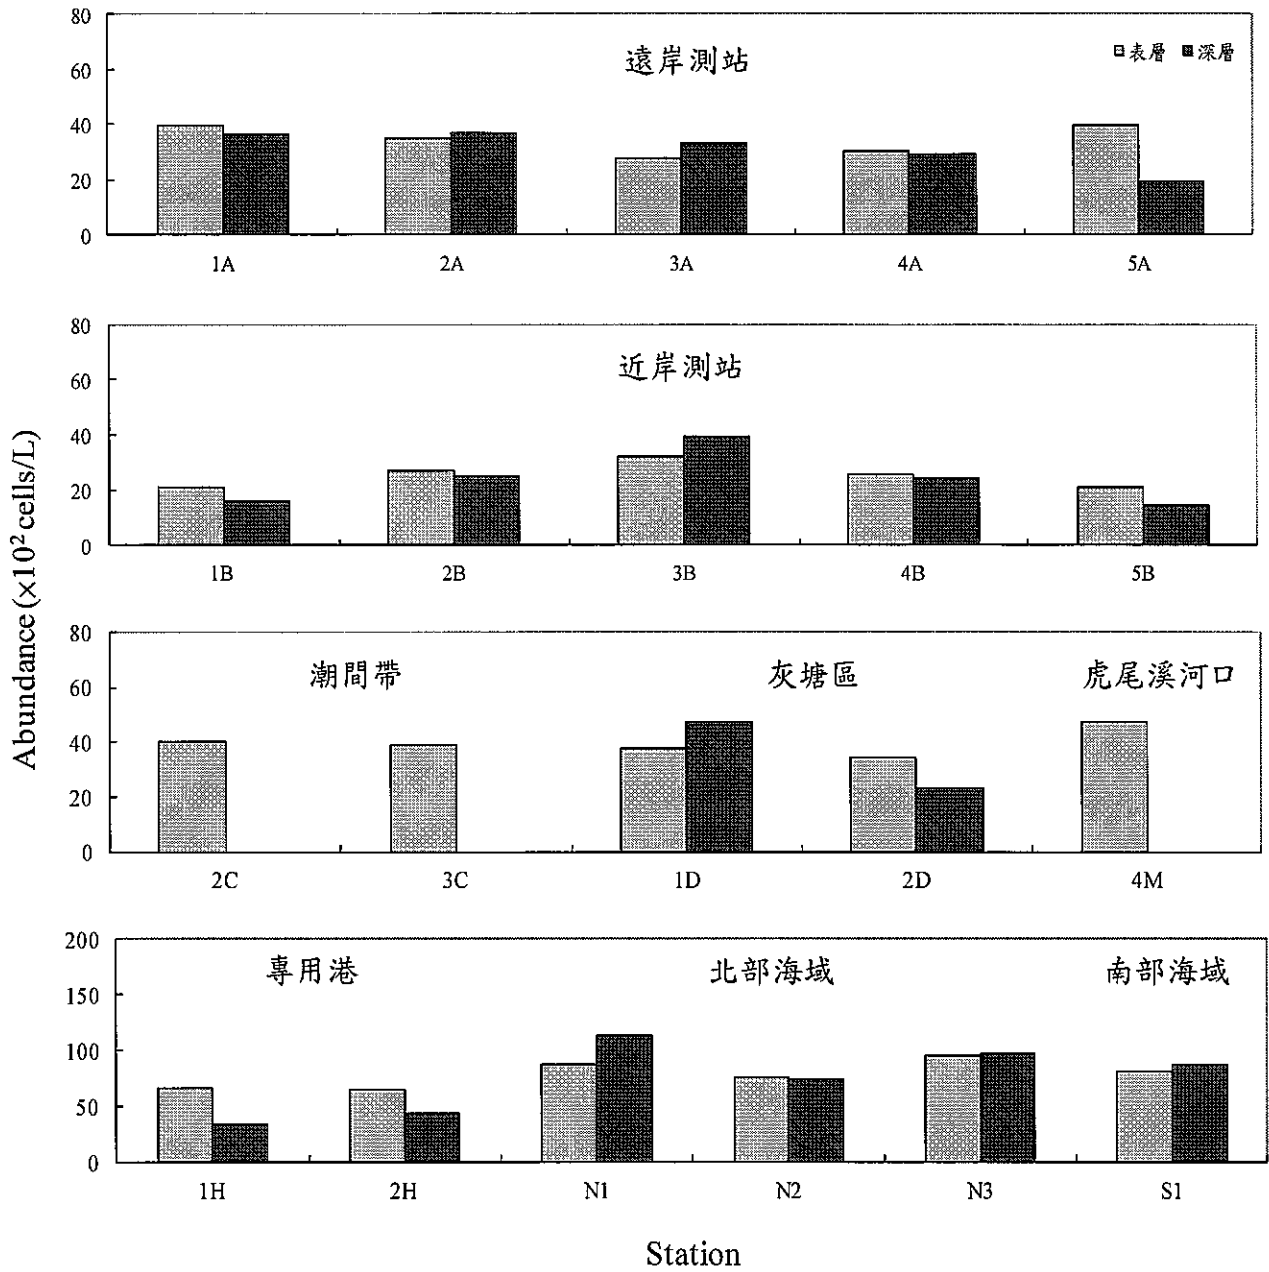 80
遠岸測站
表層 深層
60
40
20
0
1A 2A 3A 4A 5A
80
近岸測站
60
40
20
0
1B 2B 3B 4B 5B
Abundance (×10² cells/L)
80
潮間帶 灰塘區 虎尾溪河口
60
40
20
0
2C 3C 1D 2D 4M
200
專用港 北部海域 南部海域
150
100
50
0
1H 2H N1 N2 N3 S1
Station